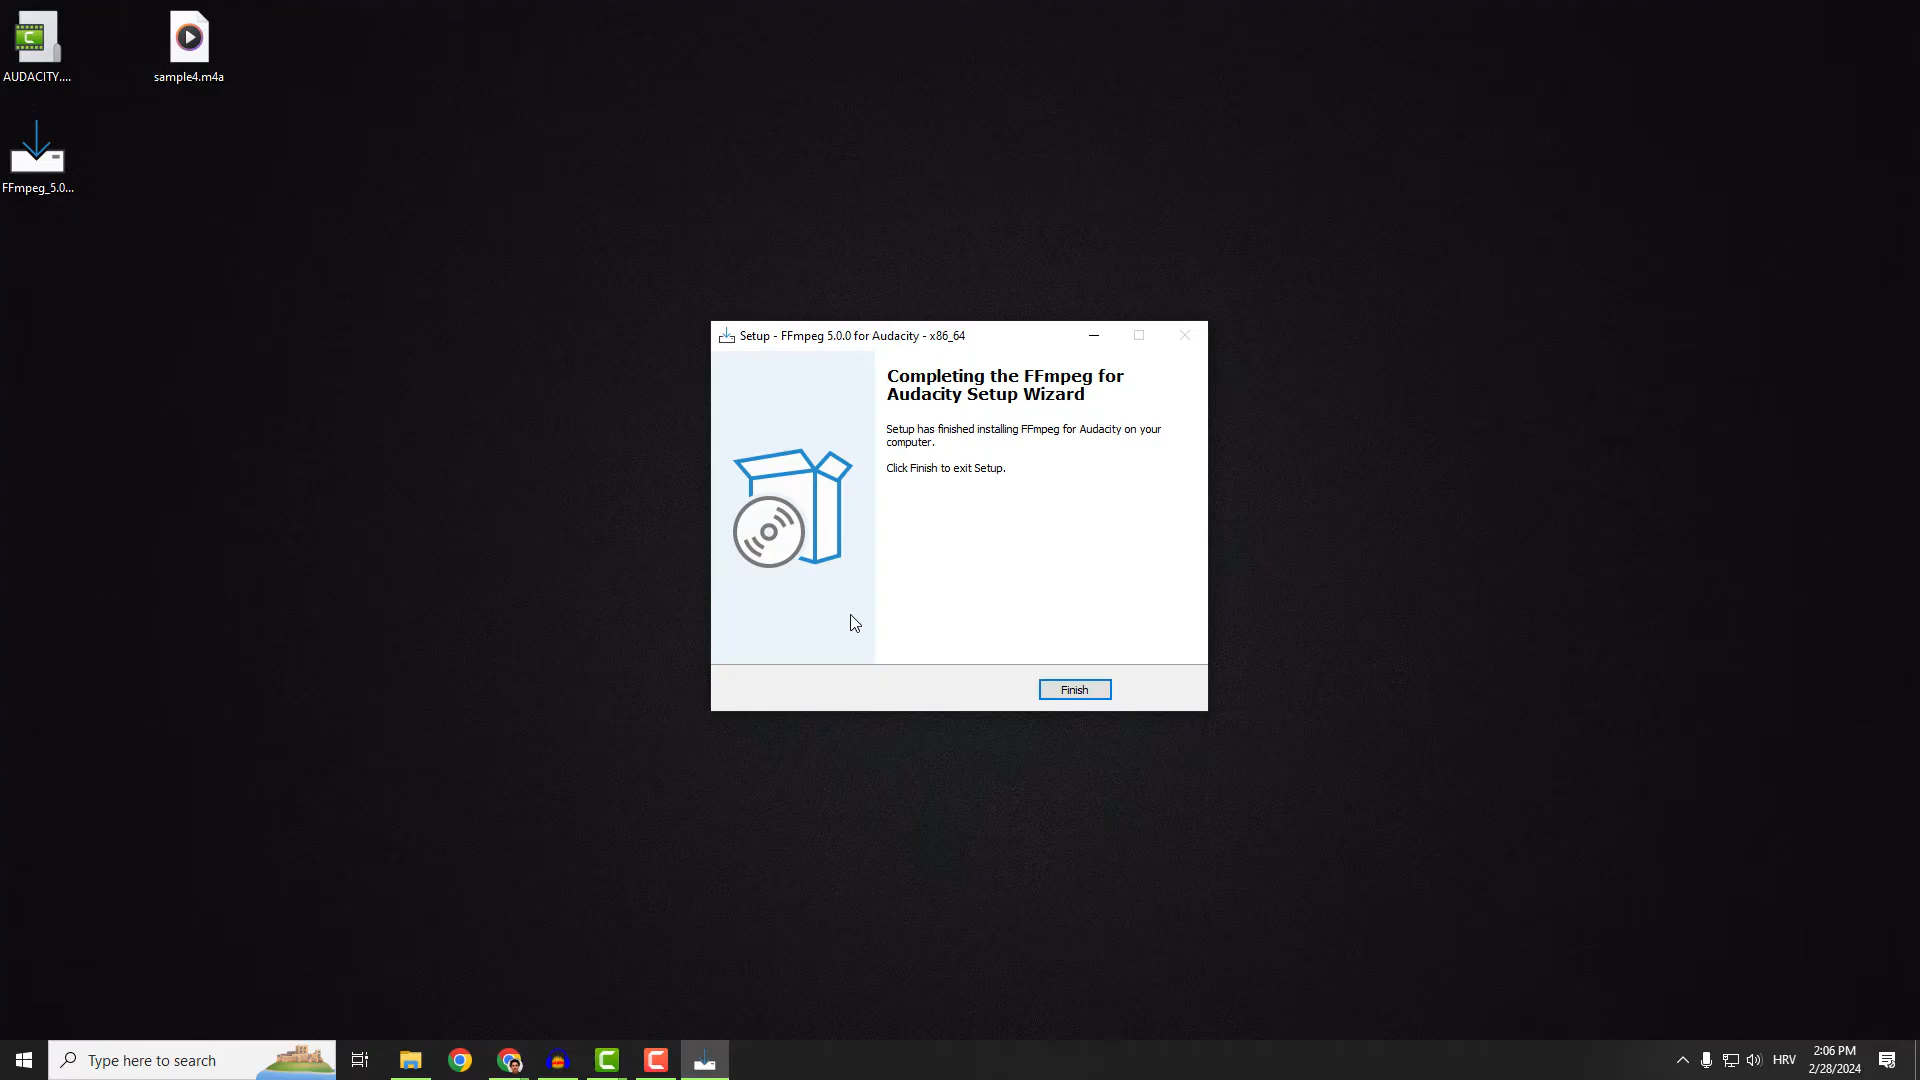 AUDACITY....
sample4.m4a
FFmpeg_5.0...
Setup - FFmpeg 5.0.0 for Audacity - x86_64
Completing the FFmpeg for
Audacity Setup Wizard
Setup has finished installing FFmpeg for Audacity on your
computer.
Click Finish to exit Setup.
Finish
Type here to search
HRV
2:06 PM
2/28/2024